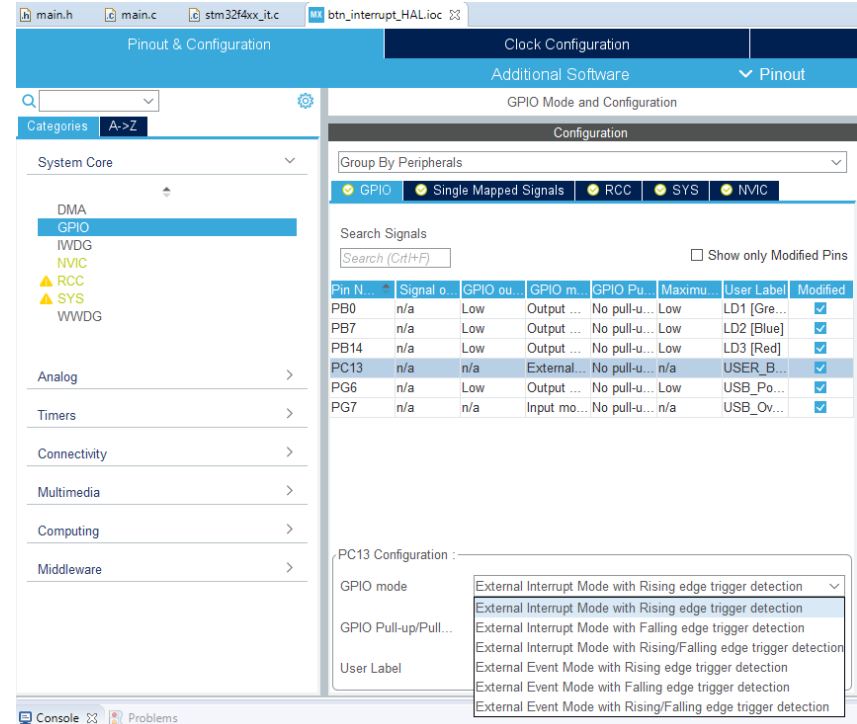 main.h main.c stm32f4xx_it.c MX btn_interrupt_HAL.ioc
Pinout & Configuration Clock Configuration
Additional Software Pinout
GPIO Mode and Configuration
Categories A->Z
Configuration
System Core
Group By Peripherals
GPIO Single Mapped Signals RCC SYS NVIC
DMA
GPIO
IWDG
NVIC
RCC
SYS
WWDG
Search Signals
Search (Crtl+F) Show only Modified Pins
Pin N... Signal o... GPIO ou... GPIO m... GPIO Pu... Maximu... User Label Modified
PB0 n/a Low Output ... No pull-u... Low LD1 [Gre...
PB7 n/a Low Output ... No pull-u... Low LD2 [Blue]
PB14 n/a Low Output ... No pull-u... Low LD3 [Red]
PC13 n/a n/a External... No pull-u... n/a USER_B...
PG6 n/a Low Output ... No pull-u... Low USB_Po...
PG7 n/a n/a Input mo... No pull-u... n/a USB_Ov...
Analog
Timers
Connectivity
Multimedia
Computing
Middleware
PC13 Configuration :
GPIO mode External Interrupt Mode with Rising edge trigger detection
External Interrupt Mode with Rising edge trigger detection
GPIO Pull-up/Pull... External Interrupt Mode with Falling edge trigger detection
External Interrupt Mode with Rising/Falling edge trigger detection
User Label External Event Mode with Rising edge trigger detection
External Event Mode with Falling edge trigger detection
External Event Mode with Rising/Falling edge trigger detection
Console Problems